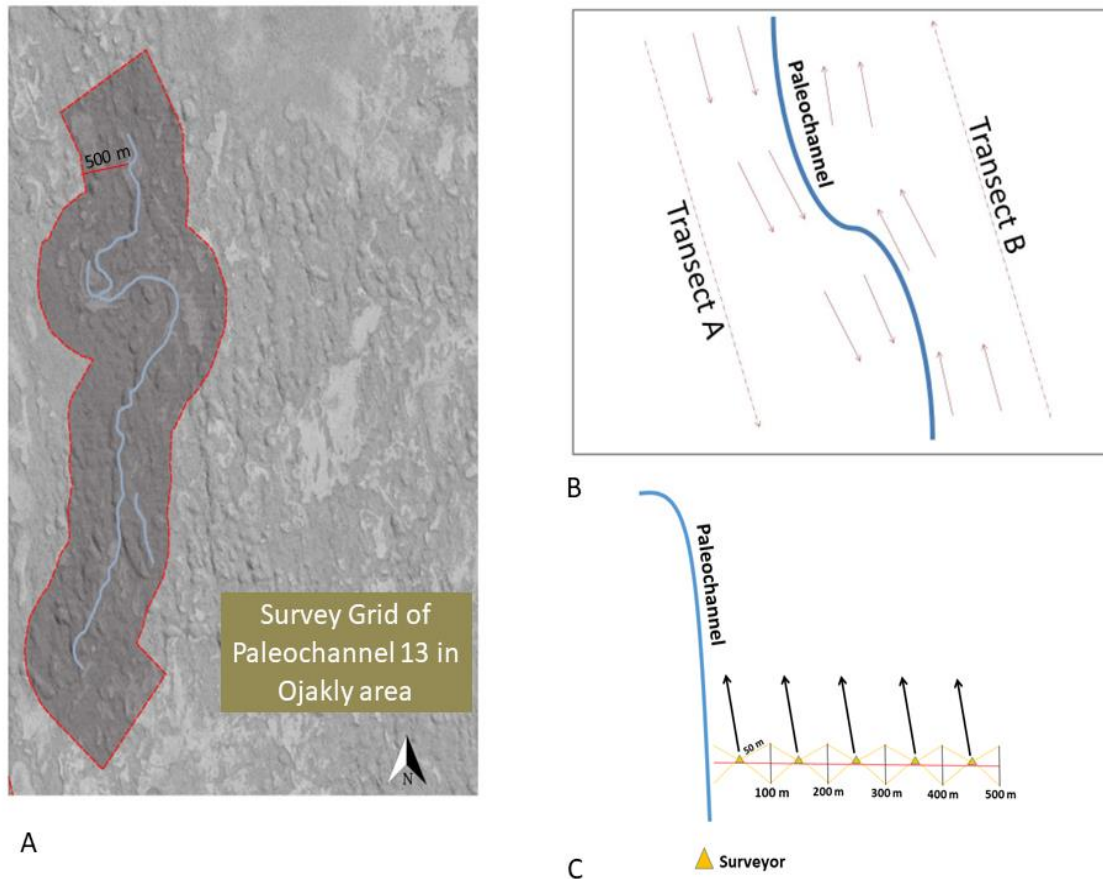 500 m
Survey Grid of
Paleochannel 13 in
Ojakly area
N
A
Paleochannel
Transect A
Transect B
B
Paleochannel
50 m
100 m
200 m
300 m
400 m
500 m
Surveyor
C